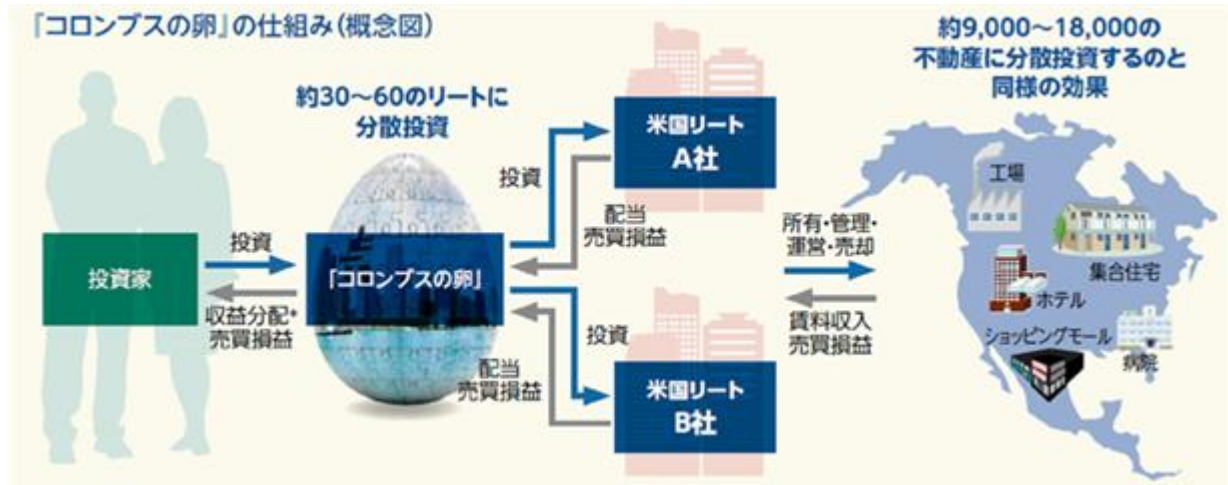 『コロンブスの卵』の仕組み(概念図)
約30~60のリートに
分散投資
約9,000~18,000の
不動産に分散投資するのと
同様の効果
投資家
投資
収益分配*
売買損益
『コロンブスの卵』
投資
配当
売買損益
米国リート
A社
投資
配当
売買損益
米国リート
B社
所有・管理・
運営・売却
賃料収入
売買損益
工場
集合住宅
ホテル
ショッピングモール
病院